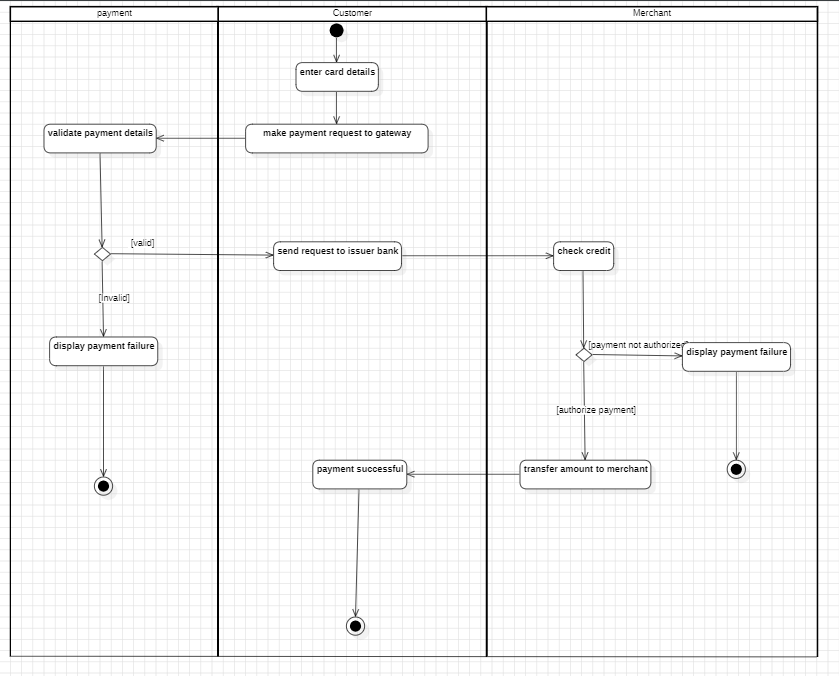 payment
Customer
Merchant
enter card details
make payment request to gateway
validate payment details
[valid]
send request to issuer bank
check credit
[Invalid]
display payment failure
[payment not authorized
display payment failure
[authorize payment]
payment successful
transfer amount to merchant